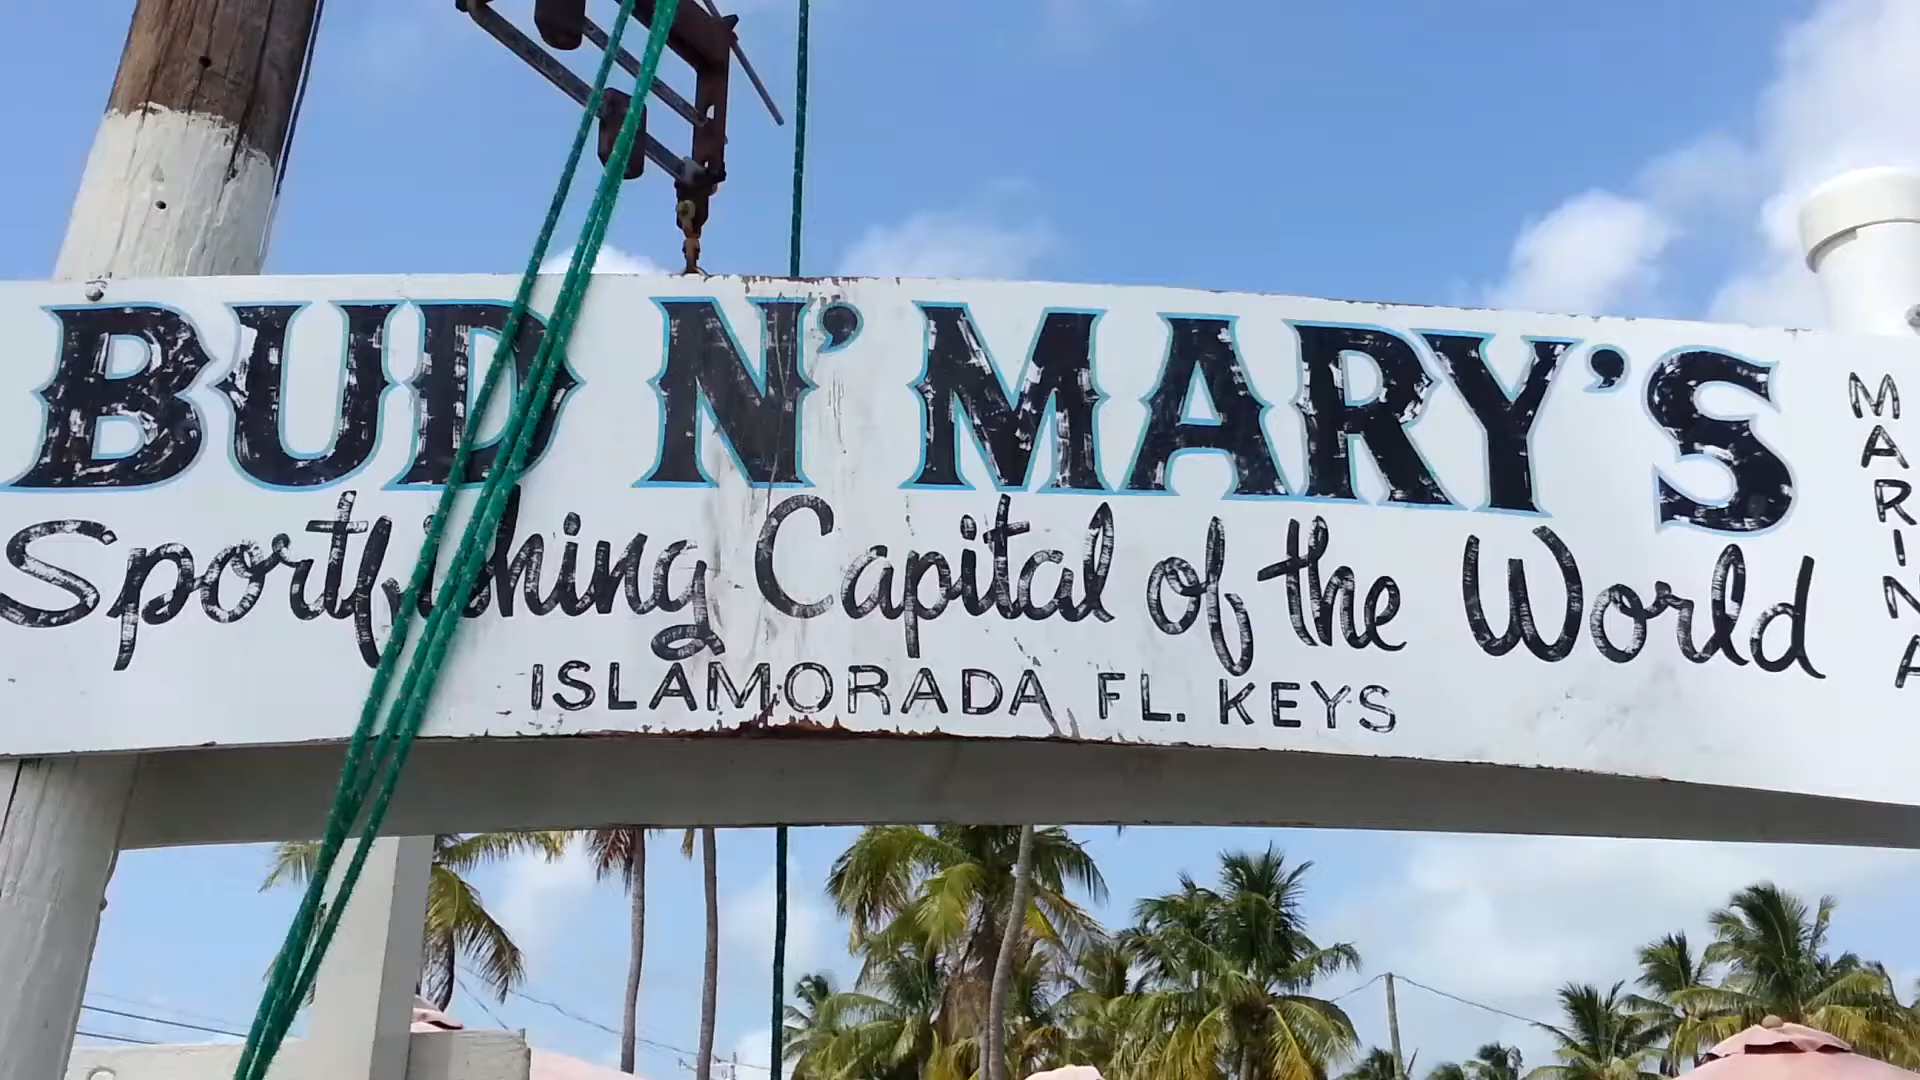 BUD N' MARY'S
MARINA
Sportfishing Capital of the World
ISLAMORADA FL. KEYS